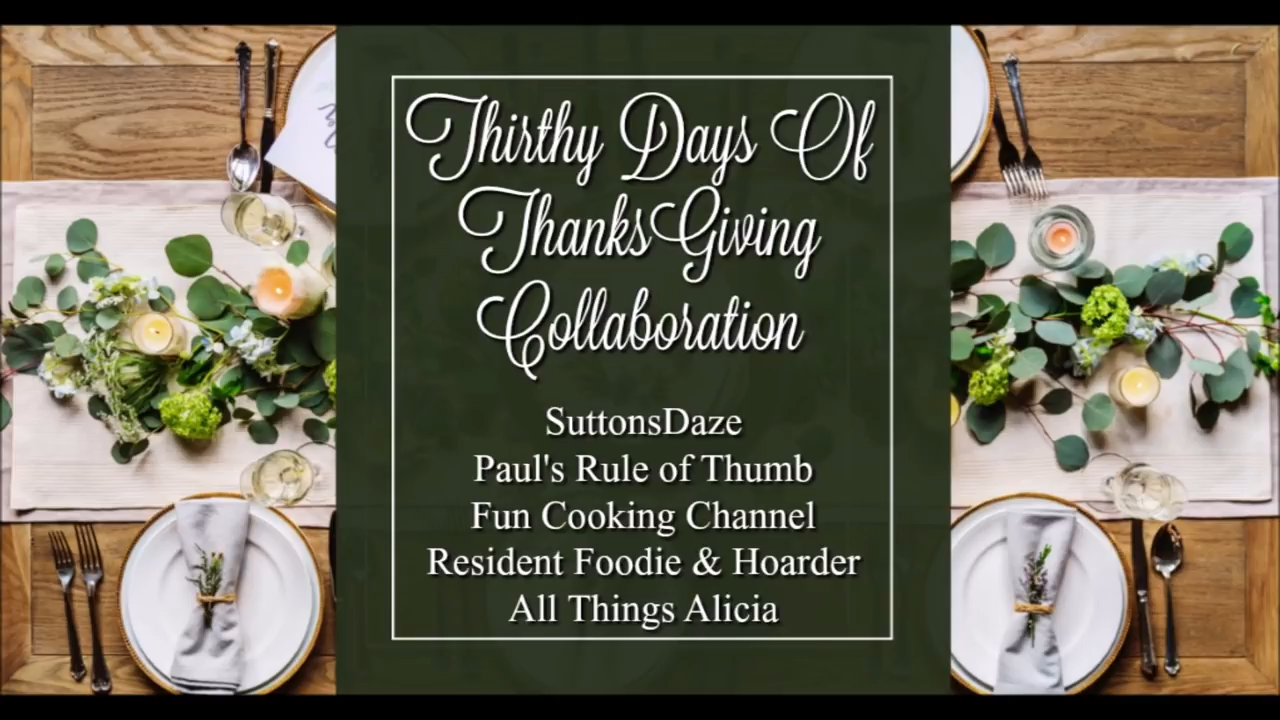 Thirthy Days Of
ThanksGiving
Collaboration
SuttonsDaze
Paul's Rule of Thumb
Fun Cooking Channel
Resident Foodie & Hoarder
All Things Alicia